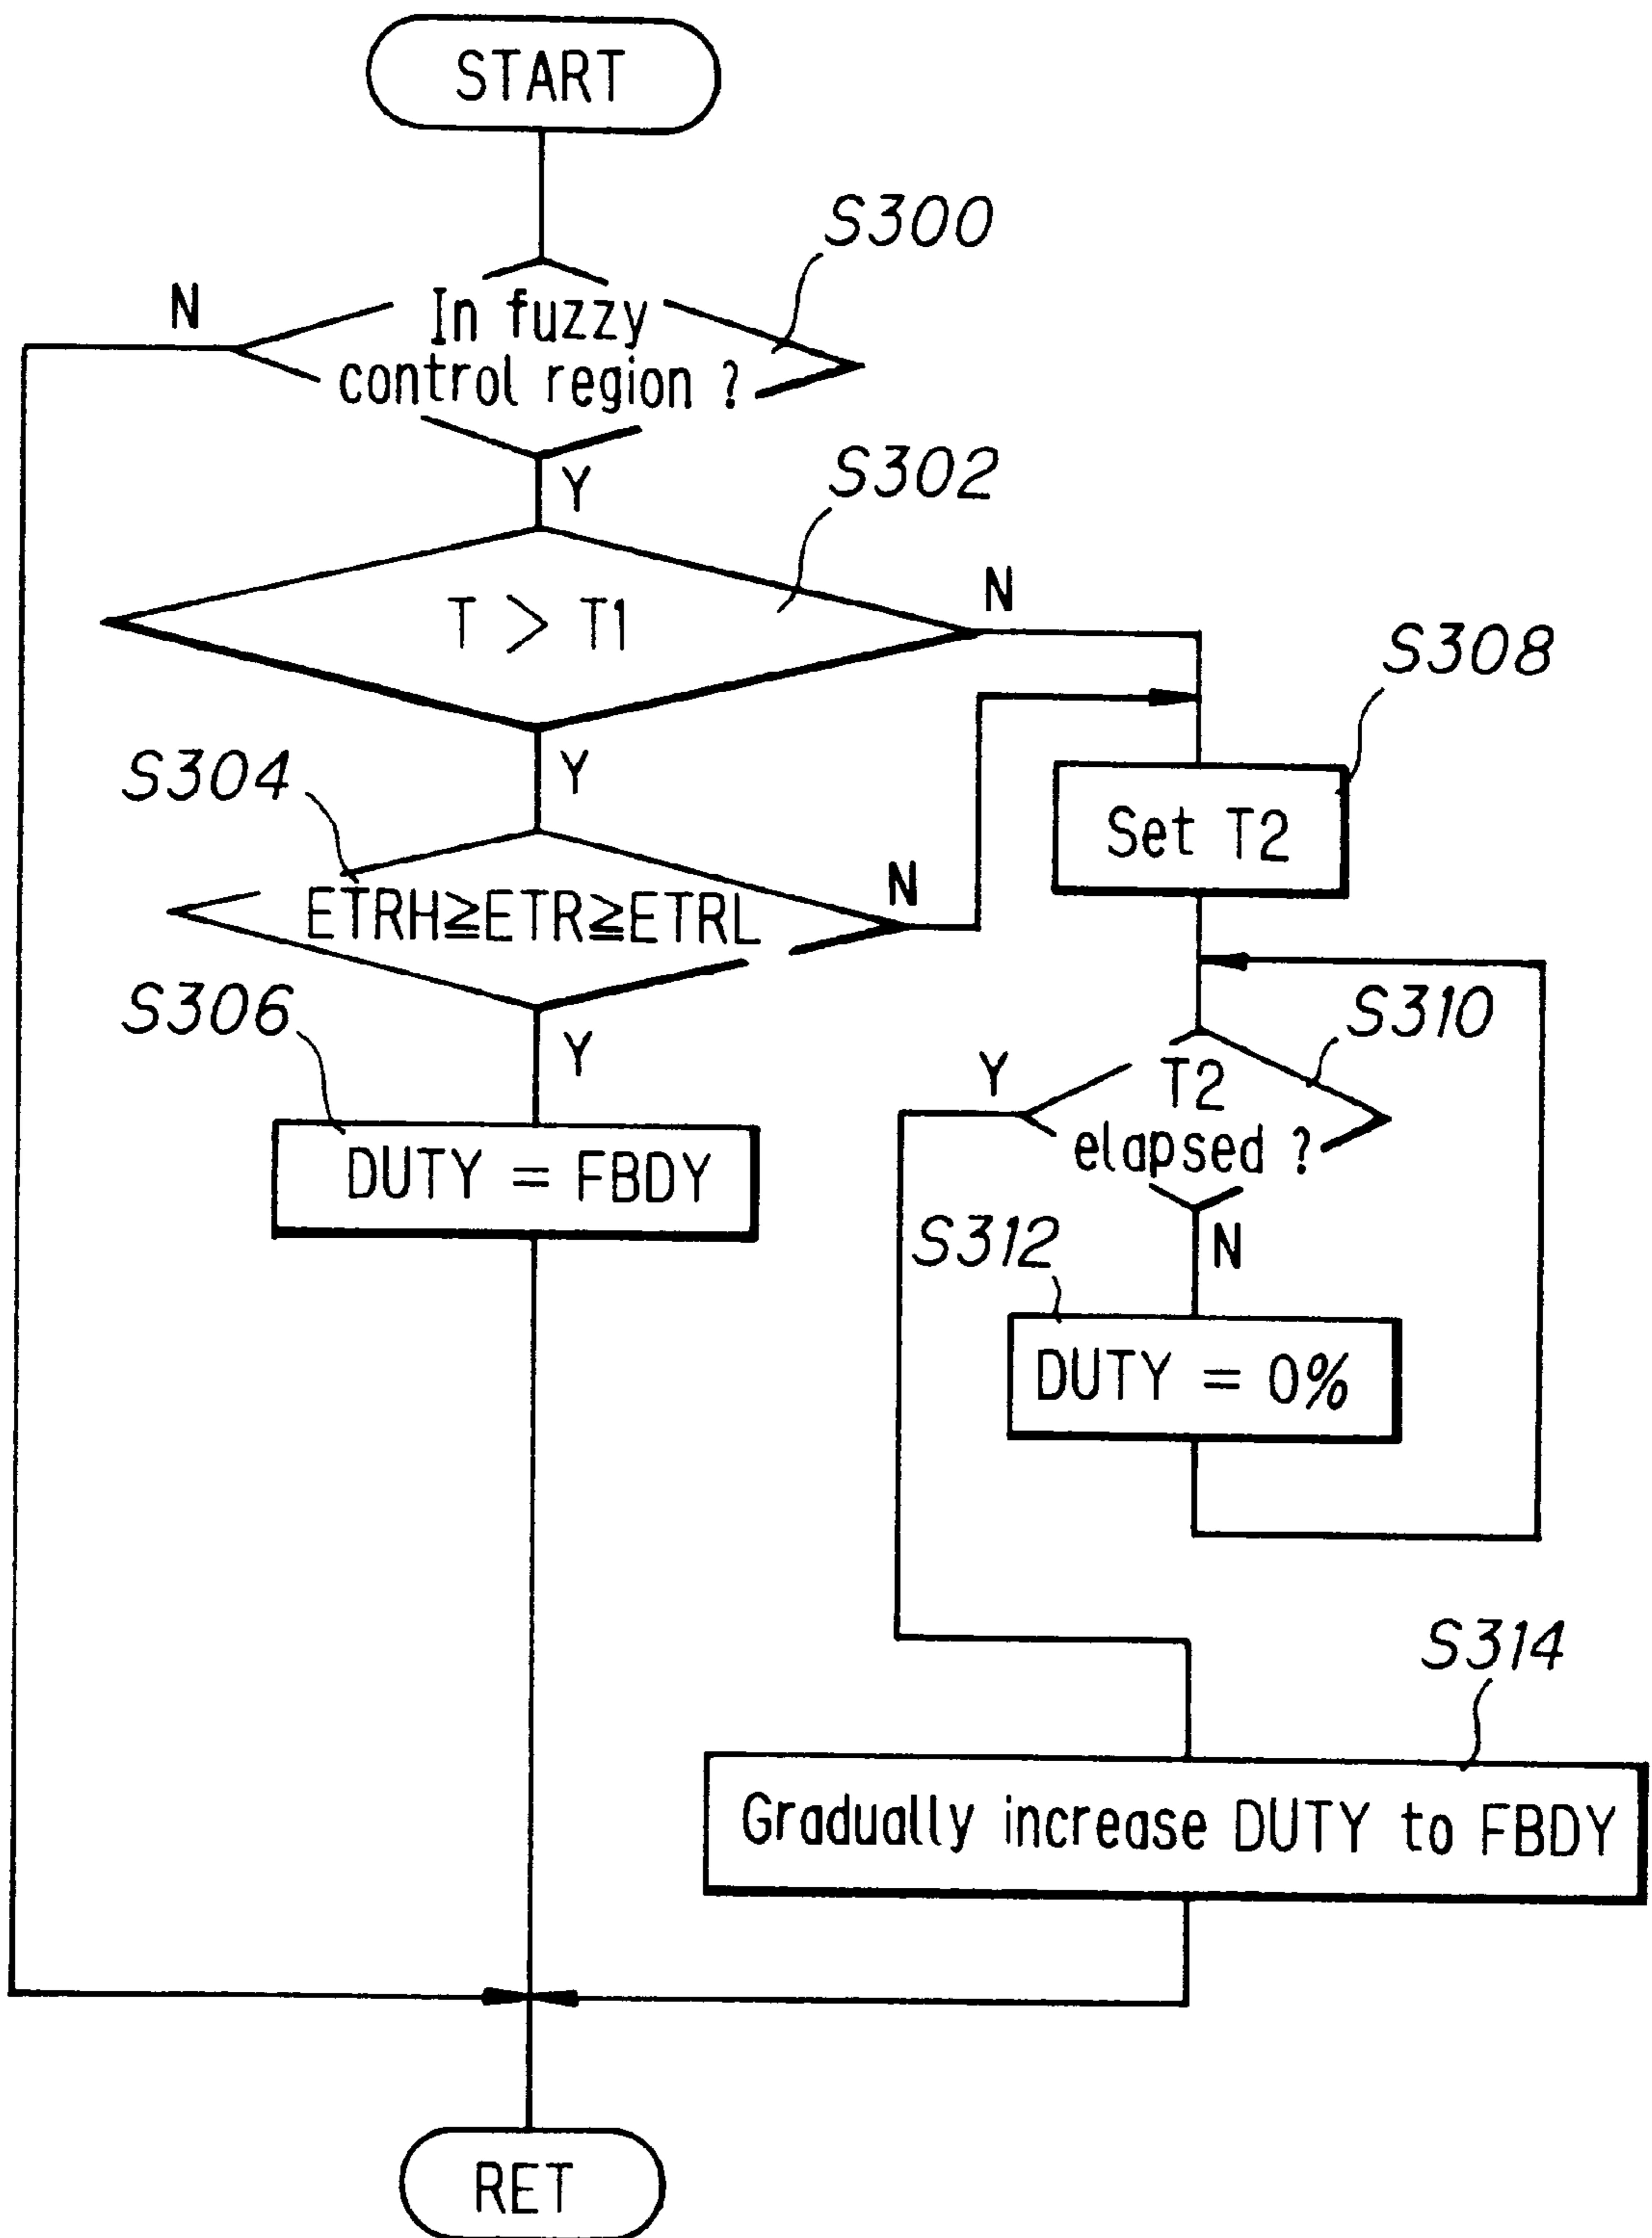 START
S300
N
In fuzzy
control region ?
Y
S302
T > T1
N
S308
Y
S304
Set T2
N
ETRH≧ETR≧ETRL
S306
Y
S310
Y
T2
elapsed ?
DUTY = FBDY
S312
N
DUTY = 0%
S314
Gradually increase DUTY to FBDY
RET